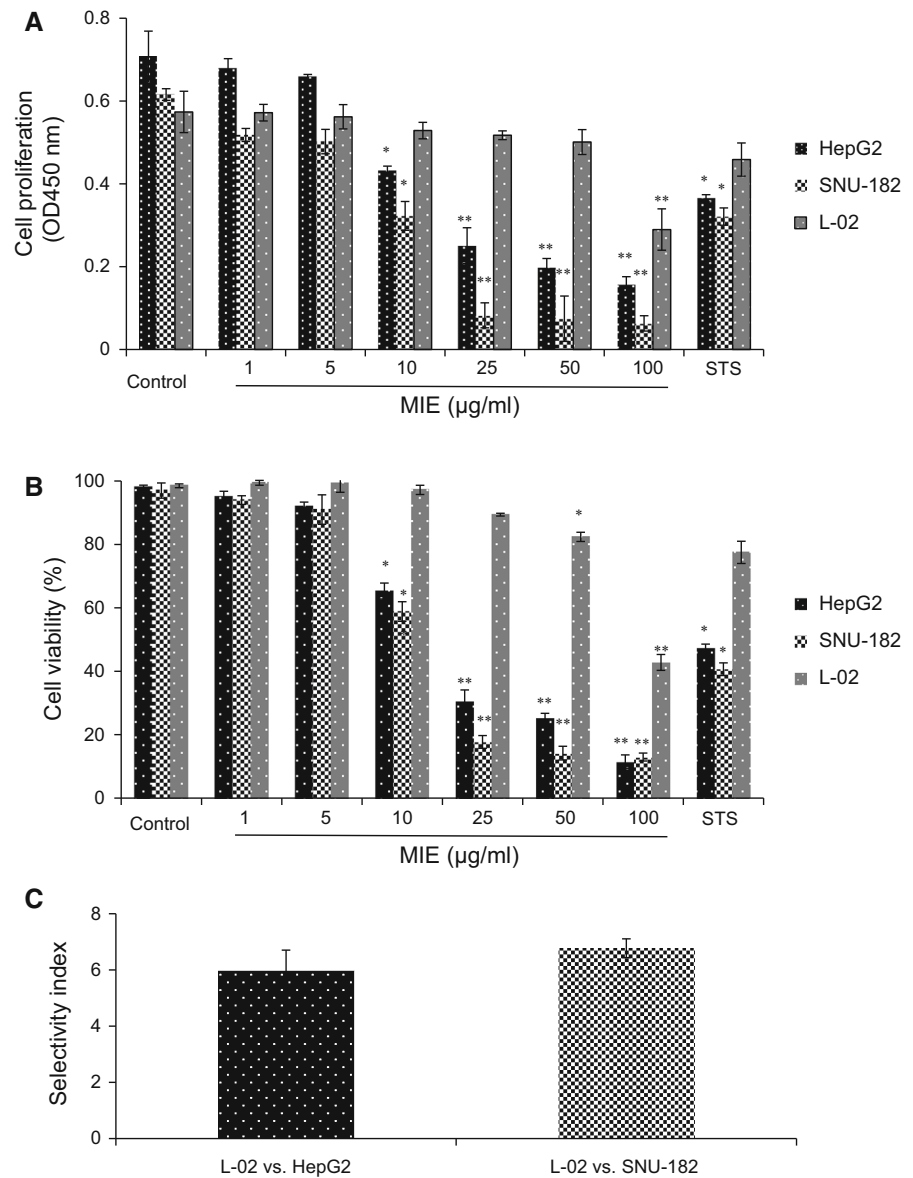 A
Cell proliferation
(OD450 nm)
0.8
0.6
0.4
0.2
0
* * ** ** ** ** ** ** ** * *
Control 1 5 10 25 50 100 STS
MIE (µg/ml)
HepG2
SNU-182
L-02
B
Cell viability (%)
100
80
60
40
20
0
* * ** ** ** ** * ** ** ** * *
Control 1 5 10 25 50 100 STS
MIE (µg/ml)
HepG2
SNU-182
L-02
C
Selectivity index
8
6
4
2
0
L-02 vs. HepG2 L-02 vs. SNU-182